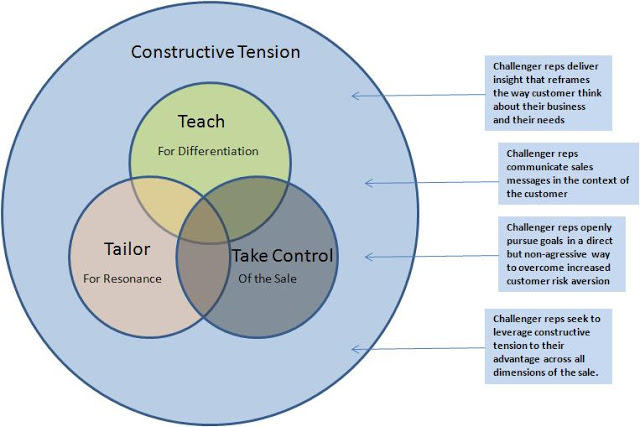 Constructive Tension
Teach
For Differentiation
Tailor
For Resonance
Take Control
Of the Sale
Challenger reps deliver
insight that reframes
the way customer think
about their business
and their needs
Challenger reps
communicate sales
messages in the context of
the customer
Challenger reps openly
pursue goals in a direct
but non-agressive way
to overcome increased
customer risk aversion
Challenger reps seek to
leverage constructive
tension to their
advantage across all
dimensions of the sale.